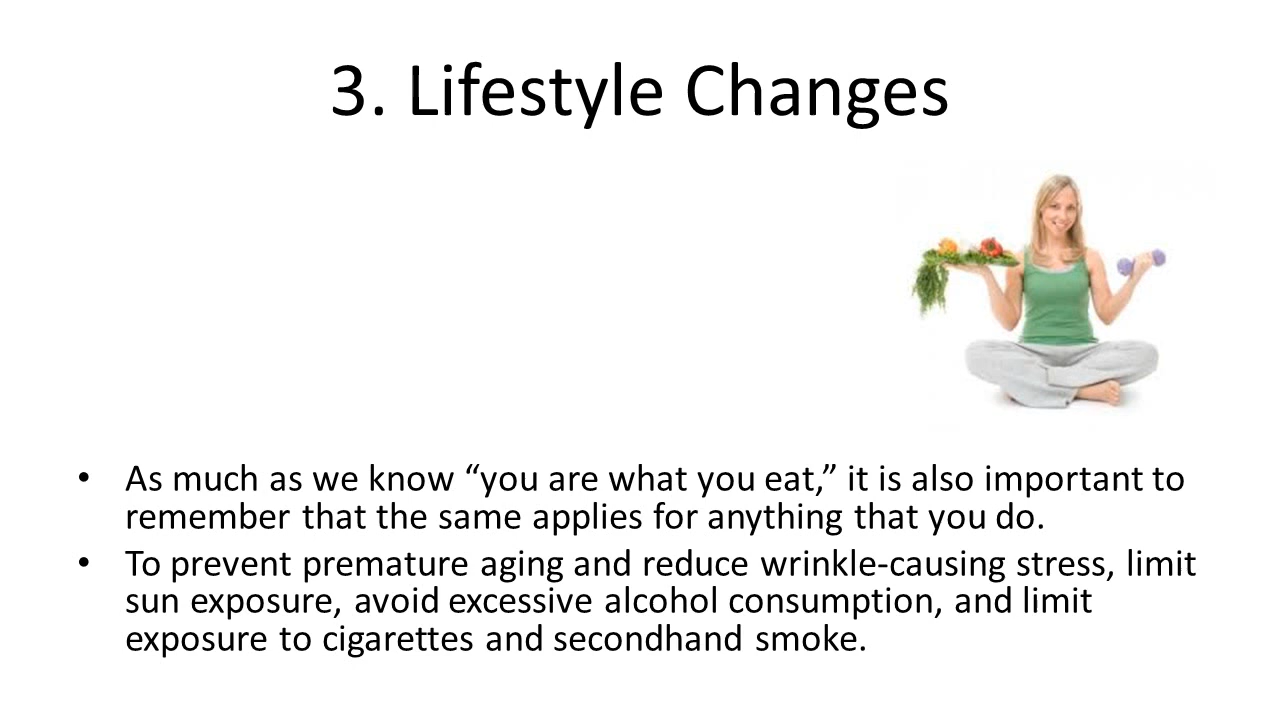 3. Lifestyle Changes
• As much as we know “you are what you eat,” it is also important to
remember that the same applies for anything that you do.
• To prevent premature aging and reduce wrinkle-causing stress, limit
sun exposure, avoid excessive alcohol consumption, and limit
exposure to cigarettes and secondhand smoke.